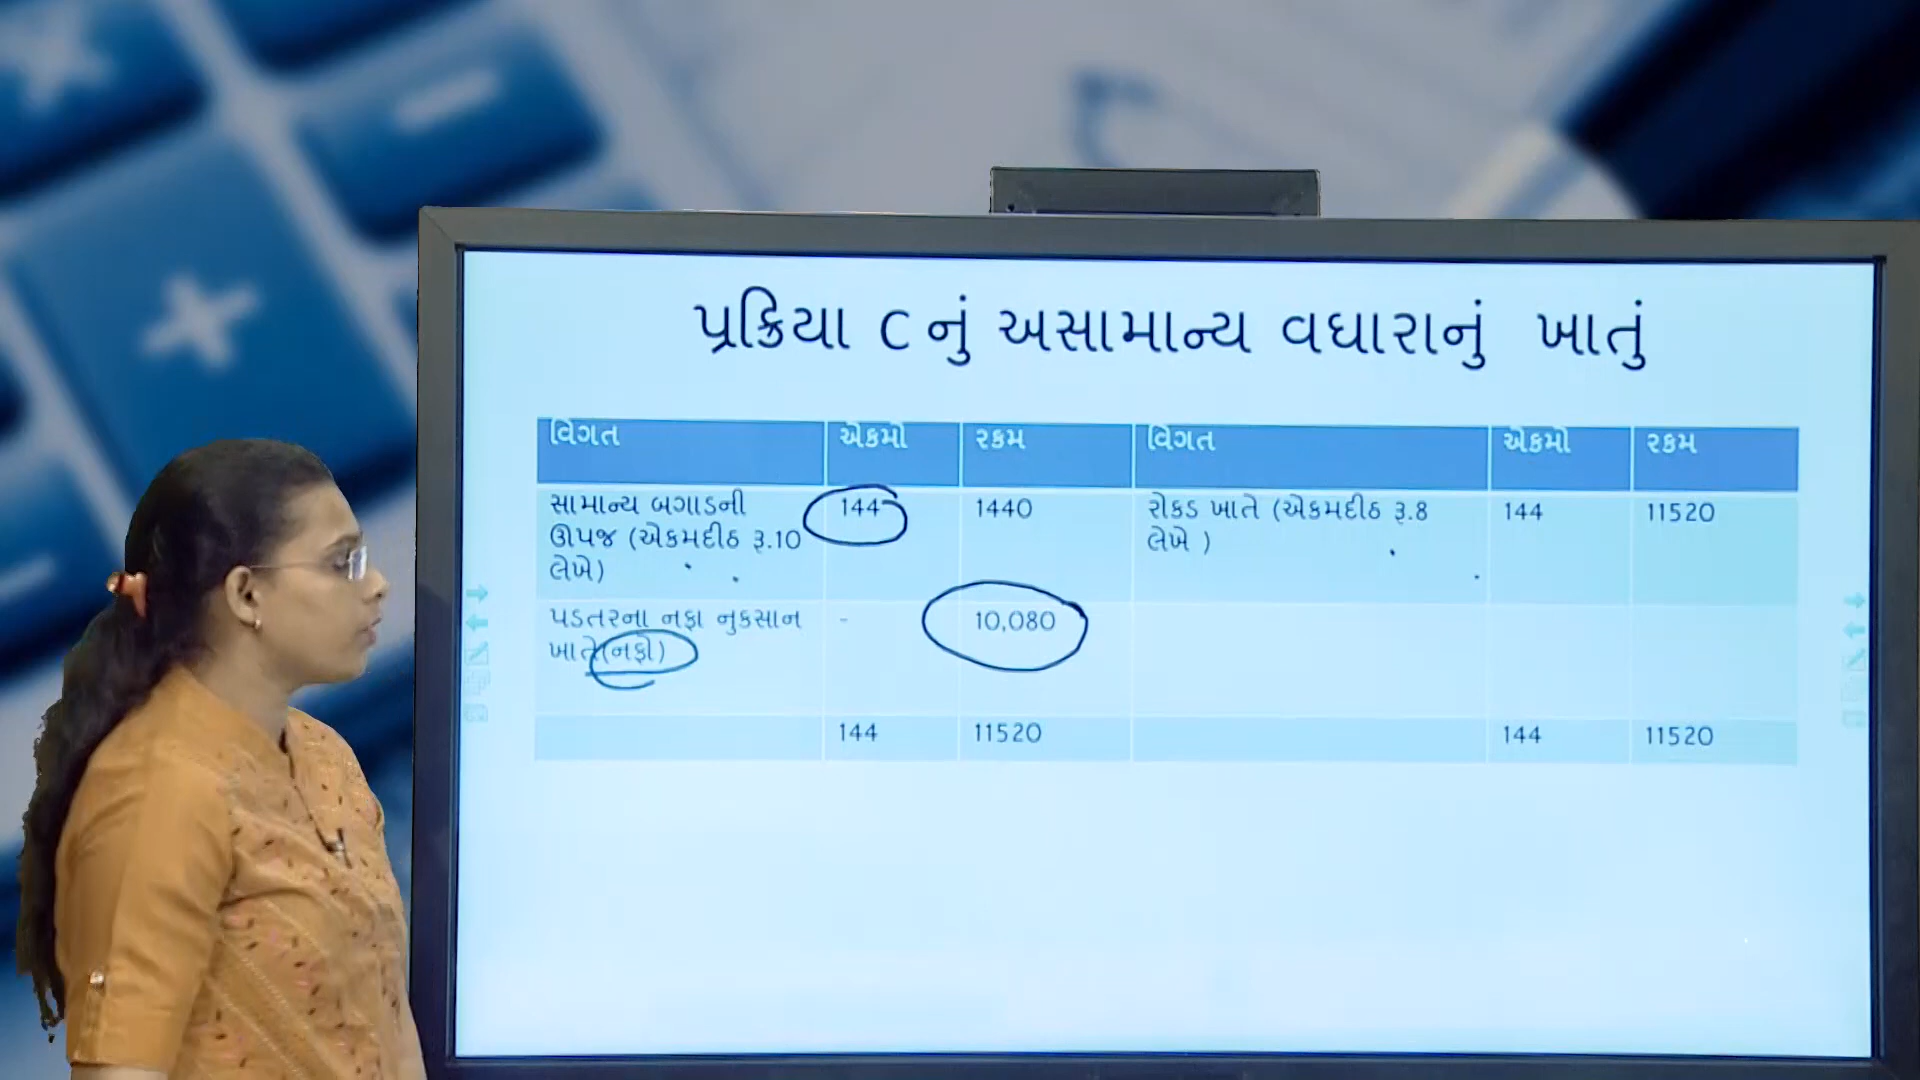 પ્રક્રિયા C નું અસામાન્ય વધારાનું ખાતું
વિગત એકમો રકમ વિગત એકમો રકમ
સામાન્ય બગાડની 144 1440 રોકડ ખાતે (એકમદીઠ રૂ.8 144 11520
ઊપજ (એકમદીઠ રૂ.10 લેખે )
લેખે)
પડતરના નફા નુકસાન - 10,080
ખાતે(નફો)
144 11520 144 11520